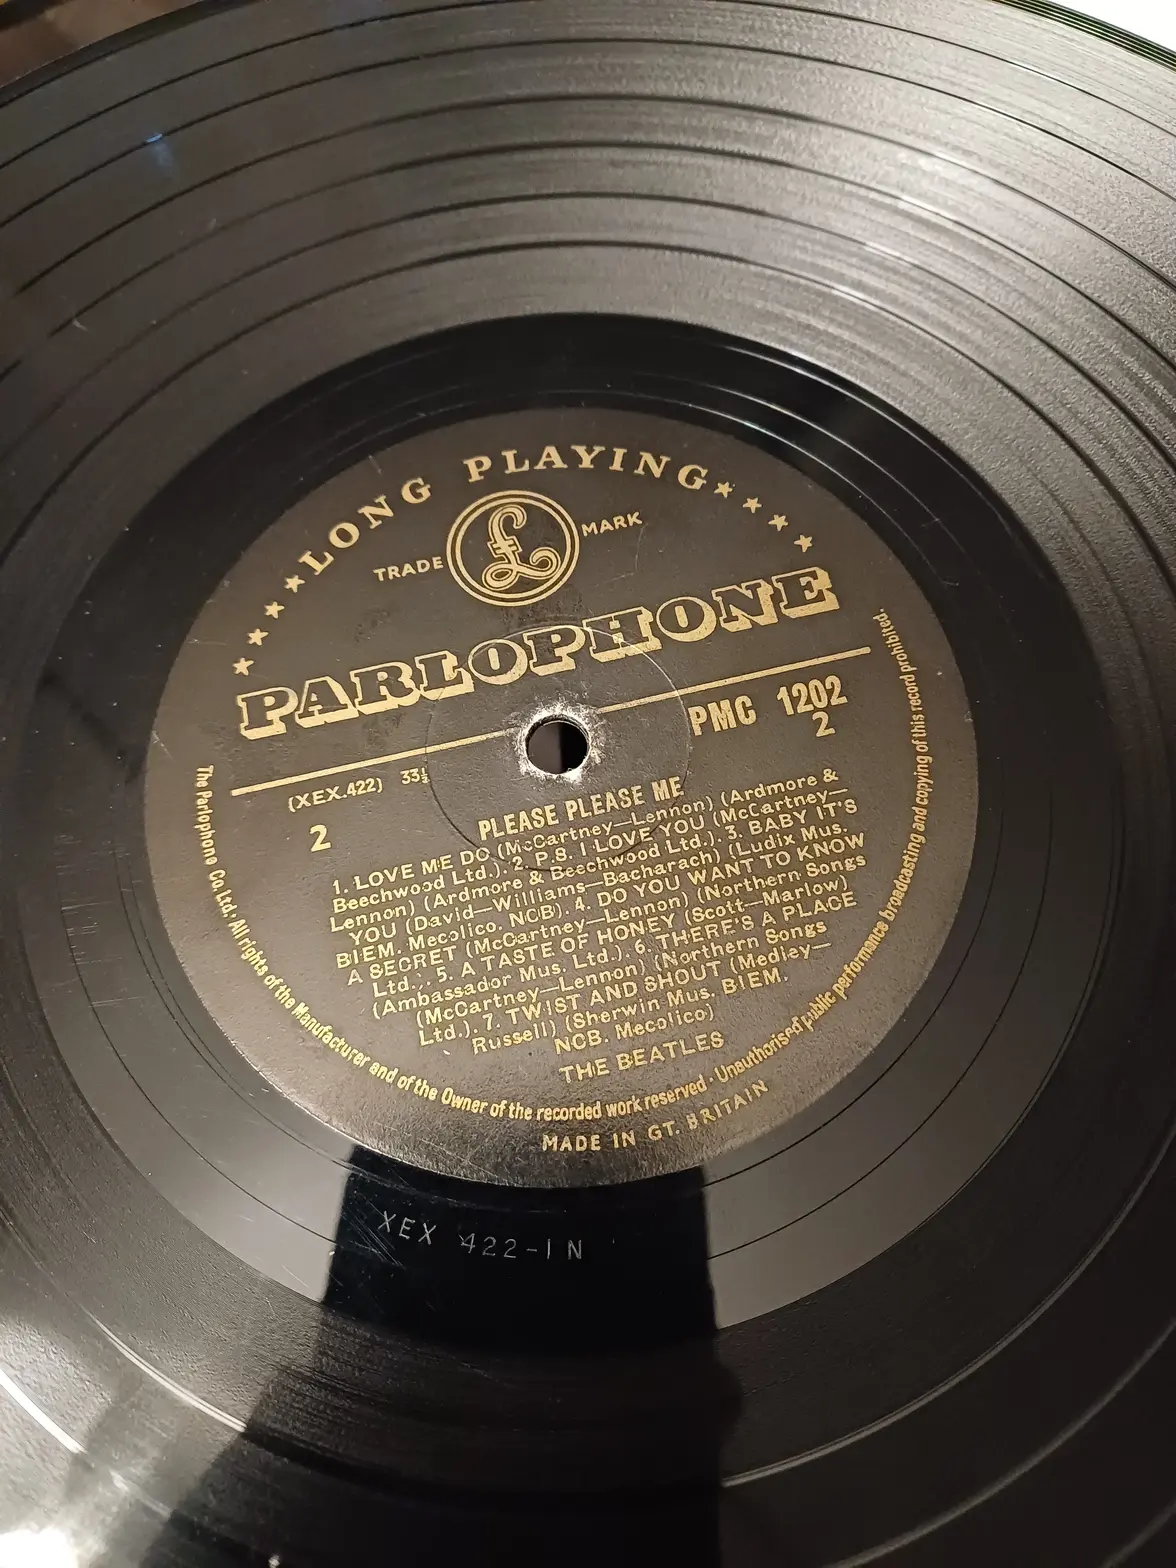 LONG PLAYING
TRADE MARK
£
PARLOPHONE
PMC 1202
2
(XEX.422) 33⅓
2
PLEASE PLEASE ME
1. LOVE ME DO (McCartney—Lennon) (Ardmore &
Beechwood Ltd.). 2. P.S. I LOVE YOU (McCartney—
Lennon) (Ardmore & Beechwood Ltd.). 3. BABY IT'S
YOU (David—Williams—Bacharach) (Ludix Mus.
BIEM. Mecolico. NCB). 4. DO YOU WANT TO KNOW
A SECRET (McCartney—Lennon) (Northern Songs
Ltd.). 5. A TASTE OF HONEY (Scott—Marlow)
(Ambassador Mus. Ltd.). 6. THERE'S A PLACE
(McCartney—Lennon) (Northern Songs
Ltd.). 7. TWIST AND SHOUT (Medley—
Russell) (Sherwin Mus. BIEM.
NCB. Mecolico)
THE BEATLES
The Parlophone Co.Ltd. All rights of the Manufacturer and of the Owner of the recorded work reserved · Unauthorised public performance broadcasting and copying of this record prohibited
MADE IN GT. BRITAIN
XEX 422-1N